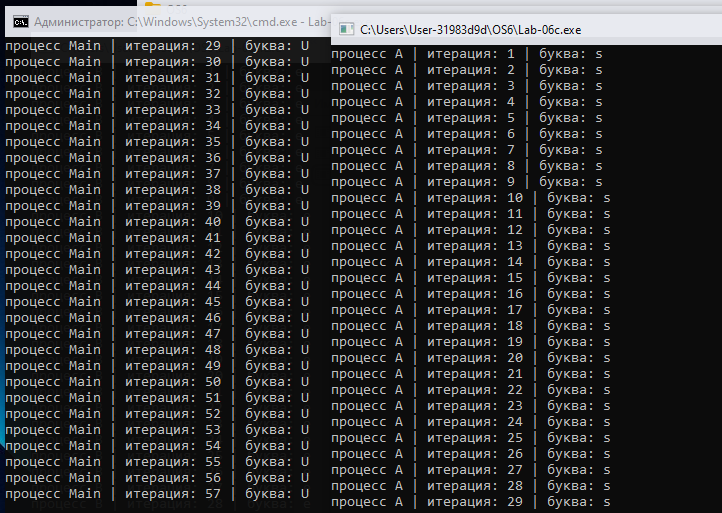 Администратор: C:\Windows\System32\cmd.exe - Lab-
процесс Main | итерация: 29 | буква: U
процесс Main | итерация: 30 | буква: U
процесс Main | итерация: 31 | буква: U
процесс Main | итерация: 32 | буква: U
процесс Main | итерация: 33 | буква: U
процесс Main | итерация: 34 | буква: U
процесс Main | итерация: 35 | буква: U
процесс Main | итерация: 36 | буква: U
процесс Main | итерация: 37 | буква: U
процесс Main | итерация: 38 | буква: U
процесс Main | итерация: 39 | буква: U
процесс Main | итерация: 40 | буква: U
процесс Main | итерация: 41 | буква: U
процесс Main | итерация: 42 | буква: U
процесс Main | итерация: 43 | буква: U
процесс Main | итерация: 44 | буква: U
процесс Main | итерация: 45 | буква: U
процесс Main | итерация: 46 | буква: U
процесс Main | итерация: 47 | буква: U
процесс Main | итерация: 48 | буква: U
процесс Main | итерация: 49 | буква: U
процесс Main | итерация: 50 | буква: U
процесс Main | итерация: 51 | буква: U
процесс Main | итерация: 52 | буква: U
процесс Main | итерация: 53 | буква: U
процесс Main | итерация: 54 | буква: U
процесс Main | итерация: 55 | буква: U
процесс Main | итерация: 56 | буква: U
процесс Main | итерация: 57 | буква: U
C:\Users\User-31983d9d\OS6\Lab-06c.exe
процесс A | итерация: 1 | буква: s
процесс A | итерация: 2 | буква: s
процесс A | итерация: 3 | буква: s
процесс A | итерация: 4 | буква: s
процесс A | итерация: 5 | буква: s
процесс A | итерация: 6 | буква: s
процесс A | итерация: 7 | буква: s
процесс A | итерация: 8 | буква: s
процесс A | итерация: 9 | буква: s
процесс A | итерация: 10 | буква: s
процесс A | итерация: 11 | буква: s
процесс A | итерация: 12 | буква: s
процесс A | итерация: 13 | буква: s
процесс A | итерация: 14 | буква: s
процесс A | итерация: 15 | буква: s
процесс A | итерация: 16 | буква: s
процесс A | итерация: 17 | буква: s
процесс A | итерация: 18 | буква: s
процесс A | итерация: 19 | буква: s
процесс A | итерация: 20 | буква: s
процесс A | итерация: 21 | буква: s
процесс A | итерация: 22 | буква: s
процесс A | итерация: 23 | буква: s
процесс A | итерация: 24 | буква: s
процесс A | итерация: 25 | буква: s
процесс A | итерация: 26 | буква: s
процесс A | итерация: 27 | буква: s
процесс A | итерация: 28 | буква: s
процесс A | итерация: 29 | буква: s